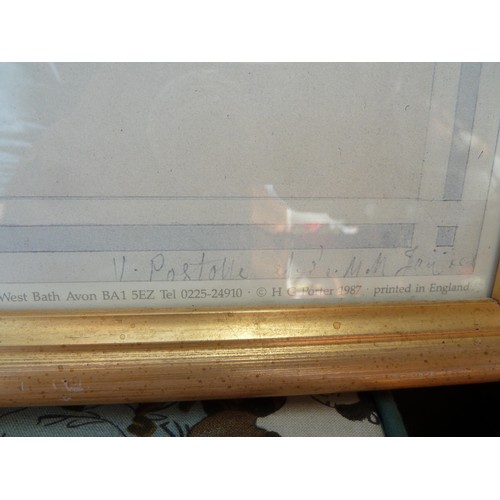 V. Postolle
West Bath Avon BA1 5EZ Tel 0225-24910 · © H G Porter 1987 · printed in England